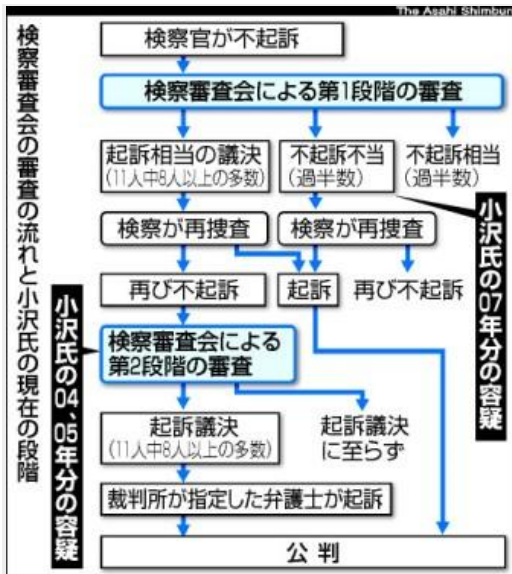 The Asahi Shimbun
検察審査会の審査の流れと小沢氏の現在の段階
検察官が不起訴
検察審査会による第1段階の審査
起訴相当の議決
(11人中8人以上の多数)
不起訴不当
(過半数)
不起訴相当
(過半数)
小沢氏の07年分の容疑
検察が再捜査
検察が再捜査
再び不起訴
起訴
再び不起訴
小沢氏の04、05年分の容疑
検察審査会による
第2段階の審査
起訴議決
(11人中8人以上の多数)
起訴議決
に至らず
裁判所が指定した弁護士が起訴
公判